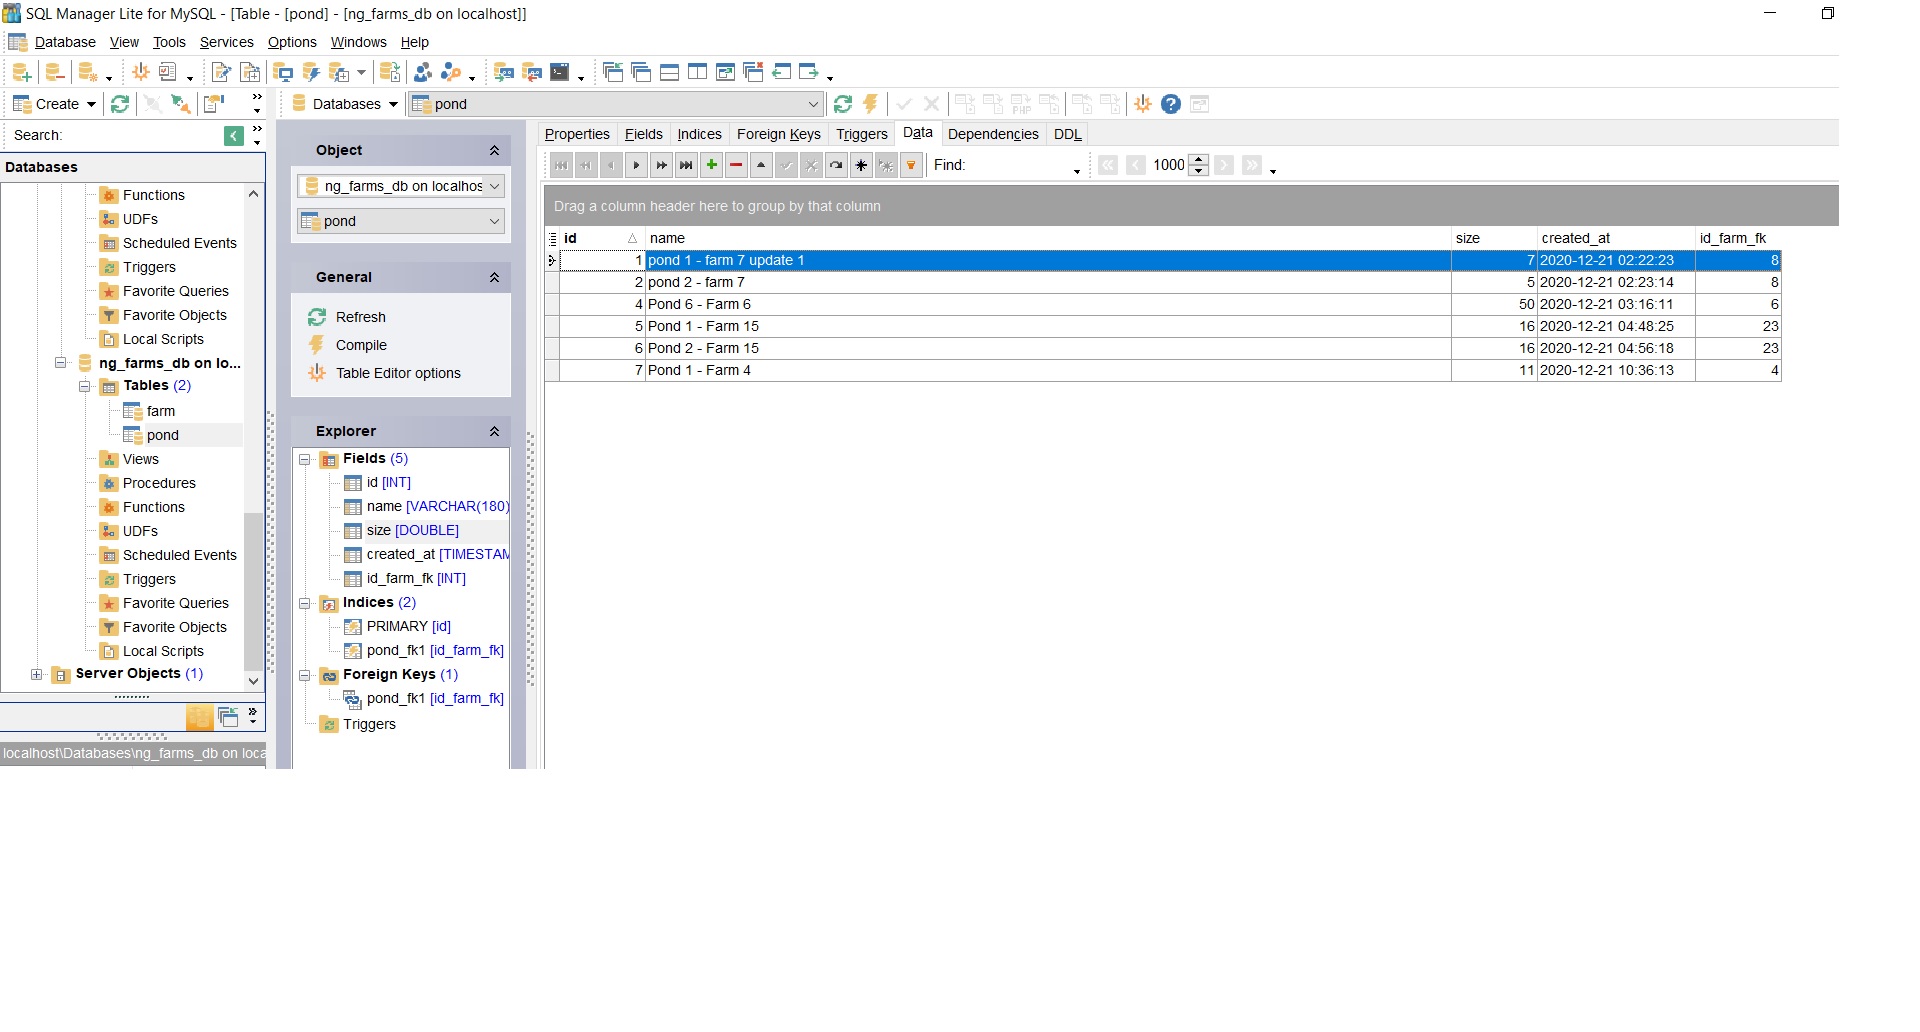 SQL Manager Lite for MySQL - [Table - [pond] - [ng_farms_db on localhost]]
Database View Tools Services Options Windows Help
Create Databases pond
Search:
Databases
Functions
UDFs
Scheduled Events
Triggers
Favorite Queries
Favorite Objects
Local Scripts
ng_farms_db on lo...
Tables (2)
farm
pond
Views
Procedures
Functions
UDFs
Scheduled Events
Triggers
Favorite Queries
Favorite Objects
Local Scripts
Server Objects (1)
localhost\Databases\ng_farms_db on loca
Object
ng_farms_db on localhos
pond
General
Refresh
Compile
Table Editor options
Explorer
Fields (5)
id [INT]
name [VARCHAR(180)
size [DOUBLE]
created_at [TIMESTAM
id_farm_fk [INT]
Indices (2)
PRIMARY [id]
pond_fk1 [id_farm_fk]
Foreign Keys (1)
pond_fk1 [id_farm_fk]
Triggers
Properties Fields Indices Foreign Keys Triggers Data Dependencies DDL
Find: 1000
Drag a column header here to group by that column
id name size created_at id_farm_fk
1 pond 1 - farm 7 update 1 7 2020-12-21 02:22:23 8
2 pond 2 - farm 7 5 2020-12-21 02:23:14 8
4 Pond 6 - Farm 6 50 2020-12-21 03:16:11 6
5 Pond 1 - Farm 15 16 2020-12-21 04:48:25 23
6 Pond 2 - Farm 15 16 2020-12-21 04:56:18 23
7 Pond 1 - Farm 4 11 2020-12-21 10:36:13 4